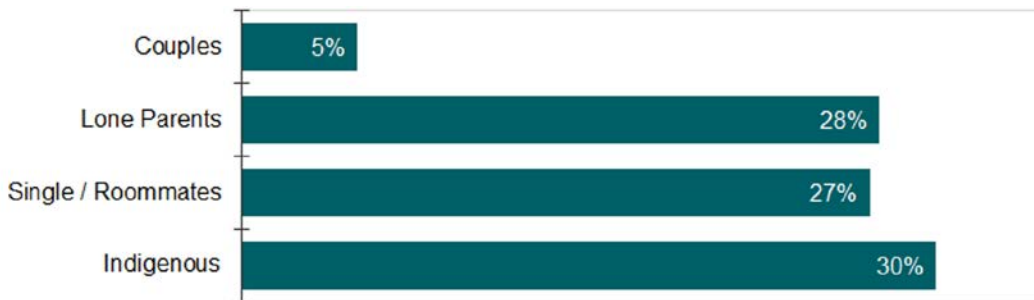 Couples 5%
Lone Parents 28%
Single / Roommates 27%
Indigenous 30%